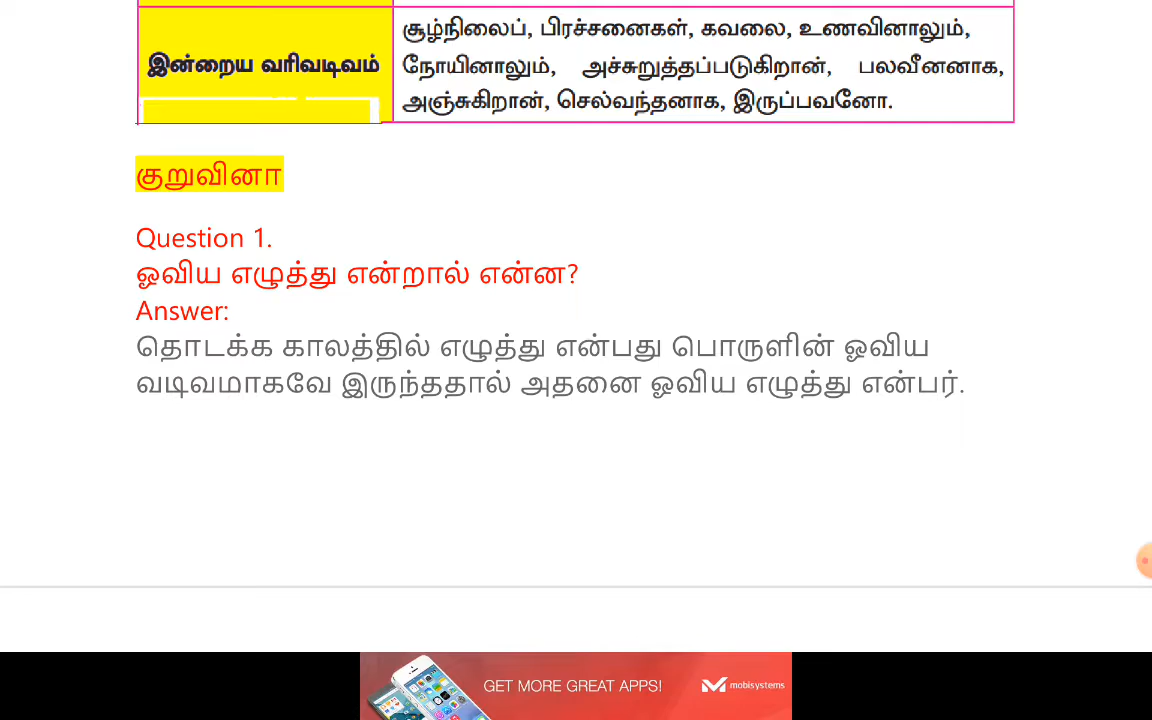 சூழ்நிலைப், பிரச்சனைகள், கவலை, உணவினாலும்,
இன்றைய வரிவடிவம்
நோயினாலும், அச்சுறுத்தப்படுகிறான், பலவீனனாக,
அஞ்சுகிறான், செல்வந்தனாக, இருப்பவனோ.
குறுவினா
Question 1.
ஓவிய எழுத்து என்றால் என்ன?
Answer:
தொடக்க காலத்தில் எழுத்து என்பது பொருளின் ஓவிய
வடிவமாகவே இருந்ததால் அதனை ஓவிய எழுத்து என்பர்.
GET MORE GREAT APPS!
mobisystems